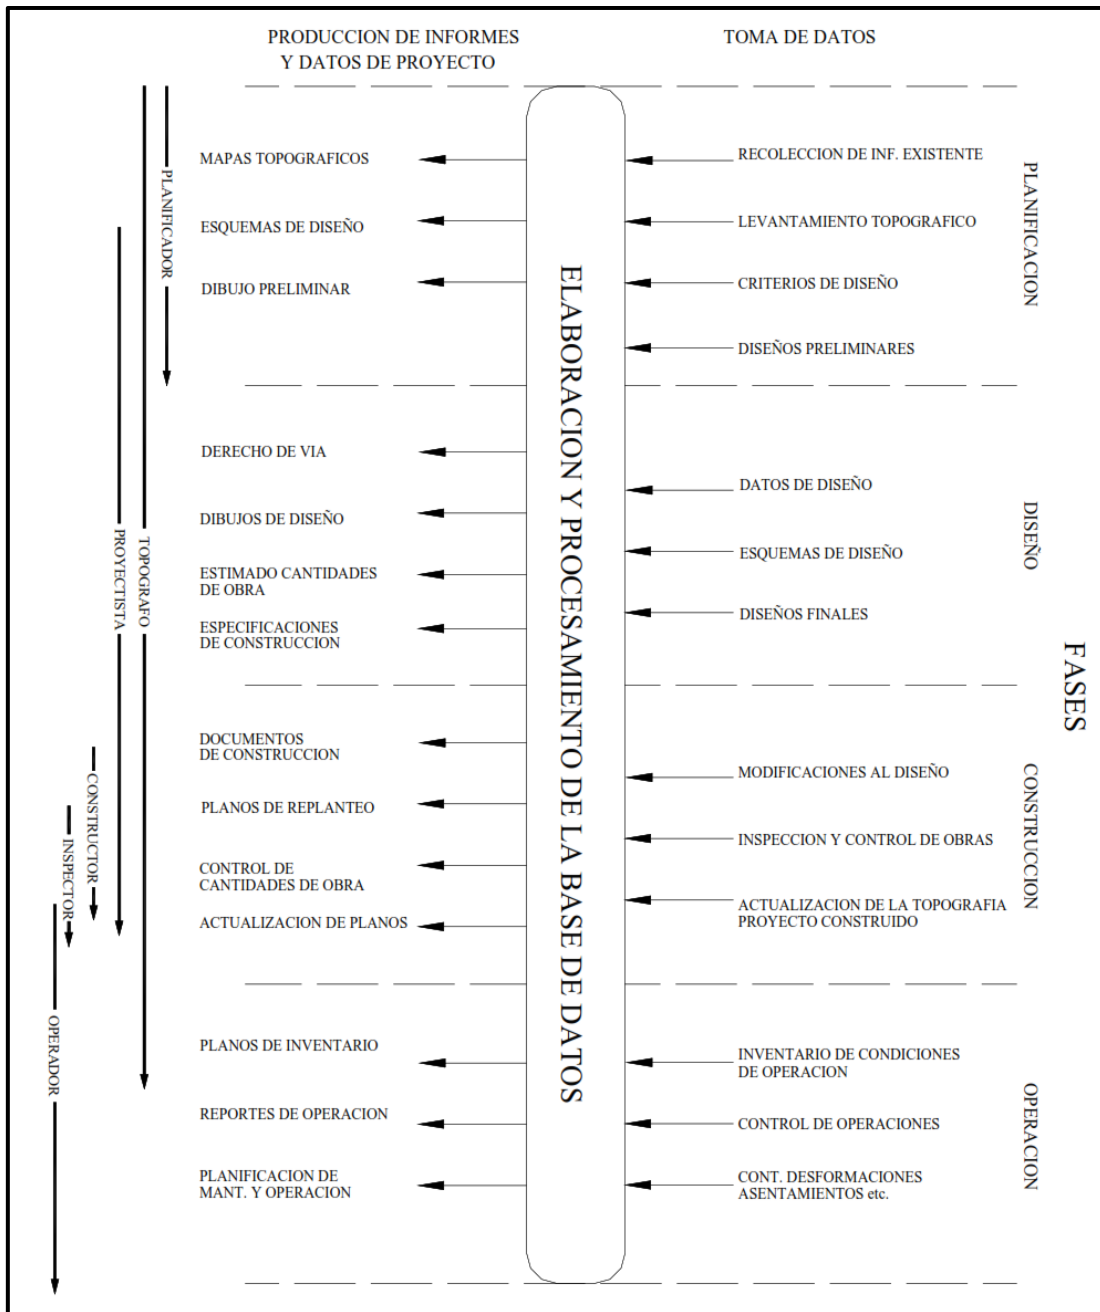 PRODUCCION DE INFORMES
Y DATOS DE PROYECTO
TOMA DE DATOS
MAPAS TOPOGRAFICOS
ESQUEMAS DE DISEÑO
DIBUJO PRELIMINAR
RECOLECCION DE INF. EXISTENTE
LEVANTAMIENTO TOPOGRAFICO
CRITERIOS DE DISEÑO
DISEÑOS PRELIMINARES
PLANIFICACION
DERECHO DE VIA
DIBUJOS DE DISEÑO
ESTIMADO CANTIDADES
DE OBRA
ESPECIFICACIONES
DE CONSTRUCCION
DATOS DE DISEÑO
ESQUEMAS DE DISEÑO
DISEÑOS FINALES
DISEÑO
DOCUMENTOS
DE CONSTRUCCION
PLANOS DE REPLANTEO
CONTROL DE
CANTIDADES DE OBRA
ACTUALIZACION DE PLANOS
MODIFICACIONES AL DISEÑO
INSPECCION Y CONTROL DE OBRAS
ACTUALIZACION DE LA TOPOGRAFIA
PROYECTO CONSTRUIDO
CONSTRUCCION
PLANOS DE INVENTARIO
REPORTES DE OPERACION
PLANIFICACION DE
MANT. Y OPERACION
INVENTARIO DE CONDICIONES
DE OPERACION
CONTROL DE OPERACIONES
CONT. DESFORMACIONES
ASENTAMIENTOS etc.
OPERACION
FASES
ELABORACION Y PROCESAMIENTO DE LA BASE DE DATOS
PLANIFICADOR
TOPOGRAFO
PROYECTISTA
CONSTRUCTOR
INSPECTOR
OPERADOR